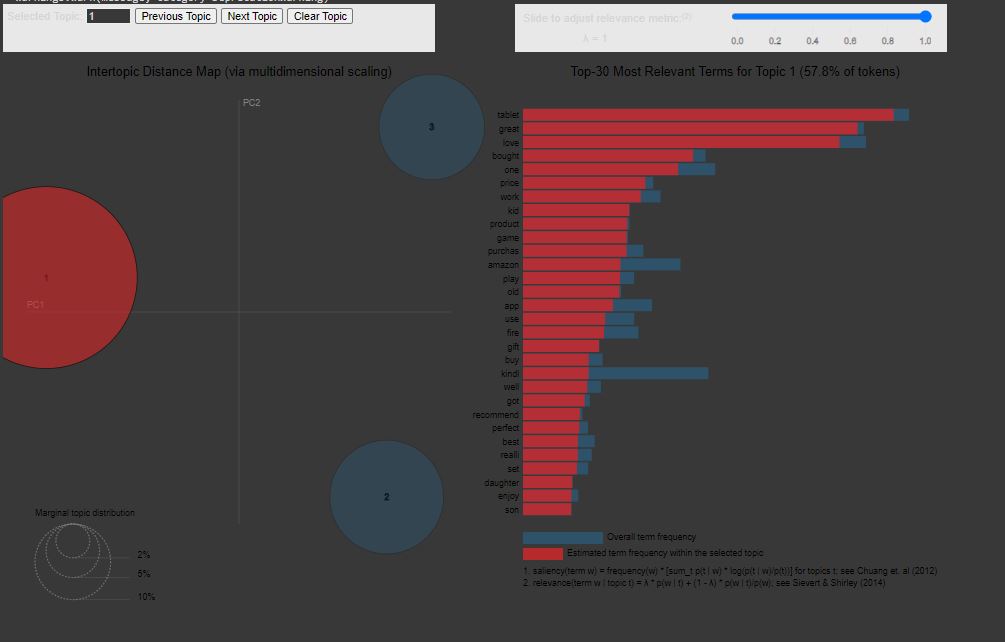 Selected Topic: 1 Previous Topic Next Topic Clear Topic
Slide to adjust relevance metric:(2)
λ = 1
0.0 0.2 0.4 0.6 0.8 1.0
Intertopic Distance Map (via multidimensional scaling)
PC2
3
1
PC1
2
Marginal topic distribution
2%
5%
10%
Top-30 Most Relevant Terms for Topic 1 (57.8% of tokens)
tablet
great
love
bought
one
price
work
kid
product
game
purchas
amazon
play
old
app
use
fire
gift
buy
kindl
well
got
recommend
perfect
best
realli
set
daughter
enjoy
son
Overall term frequency
Estimated term frequency within the selected topic
1. saliency(term w) = frequency(w) * [sum_t p(t | w) * log(p(t | w)/p(t))] for topics t; see Chuang et. al (2012)
2. relevance(term w | topic t) = λ * p(w | t) + (1 - λ) * p(w | t)/p(w); see Sievert & Shirley (2014)